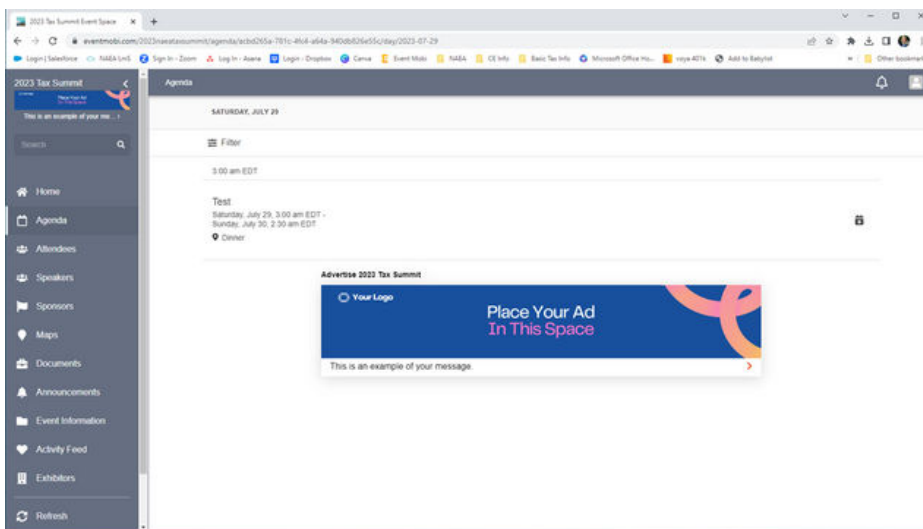 2023 Tax Summit Event Space
eventmobi.com/2023naeataxsummit/agenda/acbd265a-781c-4fc4-a64a-940db826e55c/day/2023-07-29
Login | Salesforce
NAEA LinS
Sign In - Zoom
Log In - Asana
Login - Dropbox
Canva
Event Mobi
NAEA
CE Info
Basic Tax Info
Microsoft Office Ho...
voya 401k
Add to Babylist
Other bookmar
2023 Tax Summit
Agenda
Place Your Ad
In This Space
This is an example of your me...
Search
Home
Agenda
Attendees
Speakers
Sponsors
Maps
Documents
Announcements
Event Information
Activity Feed
Exhibitors
Refresh
SATURDAY, JULY 29
Filter
3:00 am EDT
Test
Saturday, July 29, 3:00 am EDT -
Sunday, July 30, 2:30 am EDT
Dinner
Advertise 2023 Tax Summit
Your Logo
Place Your Ad
In This Space
This is an example of your message.